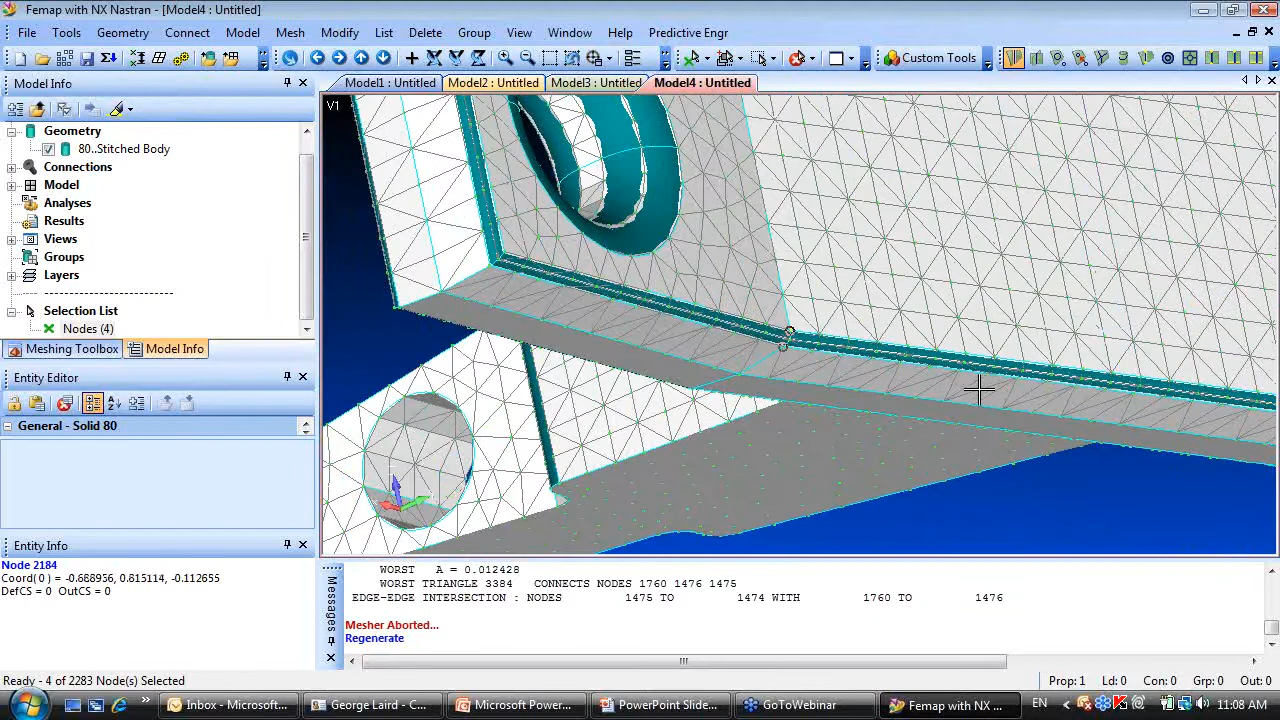 Femap with NX Nastran - [Model4 : Untitled]
File Tools Geometry Connect Model Mesh Modify List Delete Group View Window Help Predictive Engr
Custom Tools
Model Info
Model1 : Untitled Model2 : Untitled Model3 : Untitled Model4 : Untitled
V1
Geometry
80..Stitched Body
Connections
Model
Analyses
Results
Views
Groups
Layers
Selection List
Nodes (4)
Meshing Toolbox Model Info
Entity Editor
General - Solid 80
Entity Info
Node 2184
Coord( 0 ) = -0.688956, 0.815114, -0.112655
DefCS = 0 OutCS = 0
Messages
WORST A = 0.012428
WORST TRIANGLE 3384 CONNECTS NODES 1760 1476 1475
EDGE-EDGE INTERSECTION : NODES 1475 TO 1474 WITH 1760 TO 1476
Mesher Aborted...
Regenerate
Ready - 4 of 2283 Node(s) Selected Prop: 1 Ld: 0 Con: 0 Grp: 0 Out: 0
Inbox - Microsoft... George Laird - C... Microsoft Power... PowerPoint Slide... GoToWebinar Femap with NX ... EN 11:08 AM